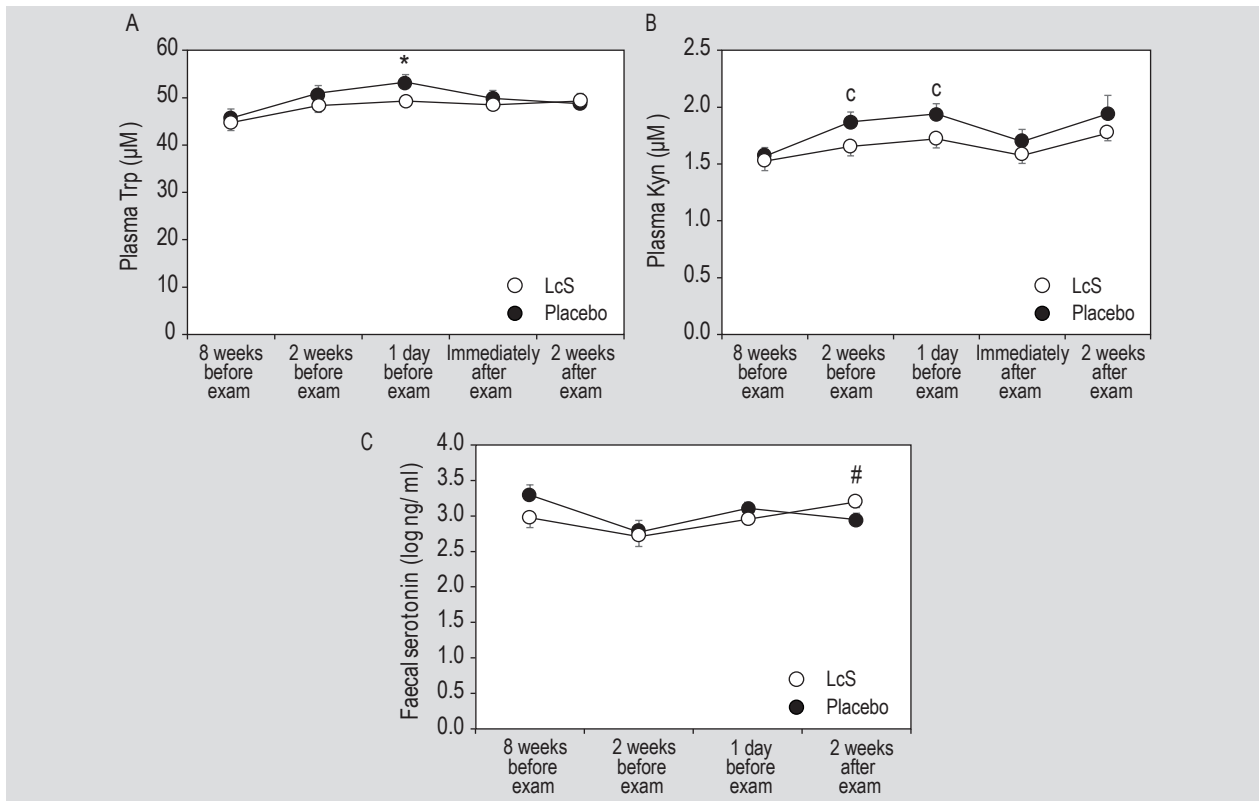 A
60
50
40
30
20
10
0
Plasma Trp (µM )
*
LcS
Placebo
8 weeks
before
exam
2 weeks
before
exam
1 day
before
exam
Immediately
after
exam
2 weeks
after
exam
B
2.5
2.0
1.5
1.0
0.5
0.0
Plasma Kyn (µM)
c
c
LcS
Placebo
8 weeks
before
exam
2 weeks
before
exam
1 day
before
exam
Immediately
after
exam
2 weeks
after
exam
C
4.0
3.5
3.0
2.5
2.0
1.5
1.0
0.5
0.0
Faecal serotonin (log ng/ ml)
#
LcS
Placebo
8 weeks
before
exam
2 weeks
before
exam
1 day
before
exam
2 weeks
after
exam